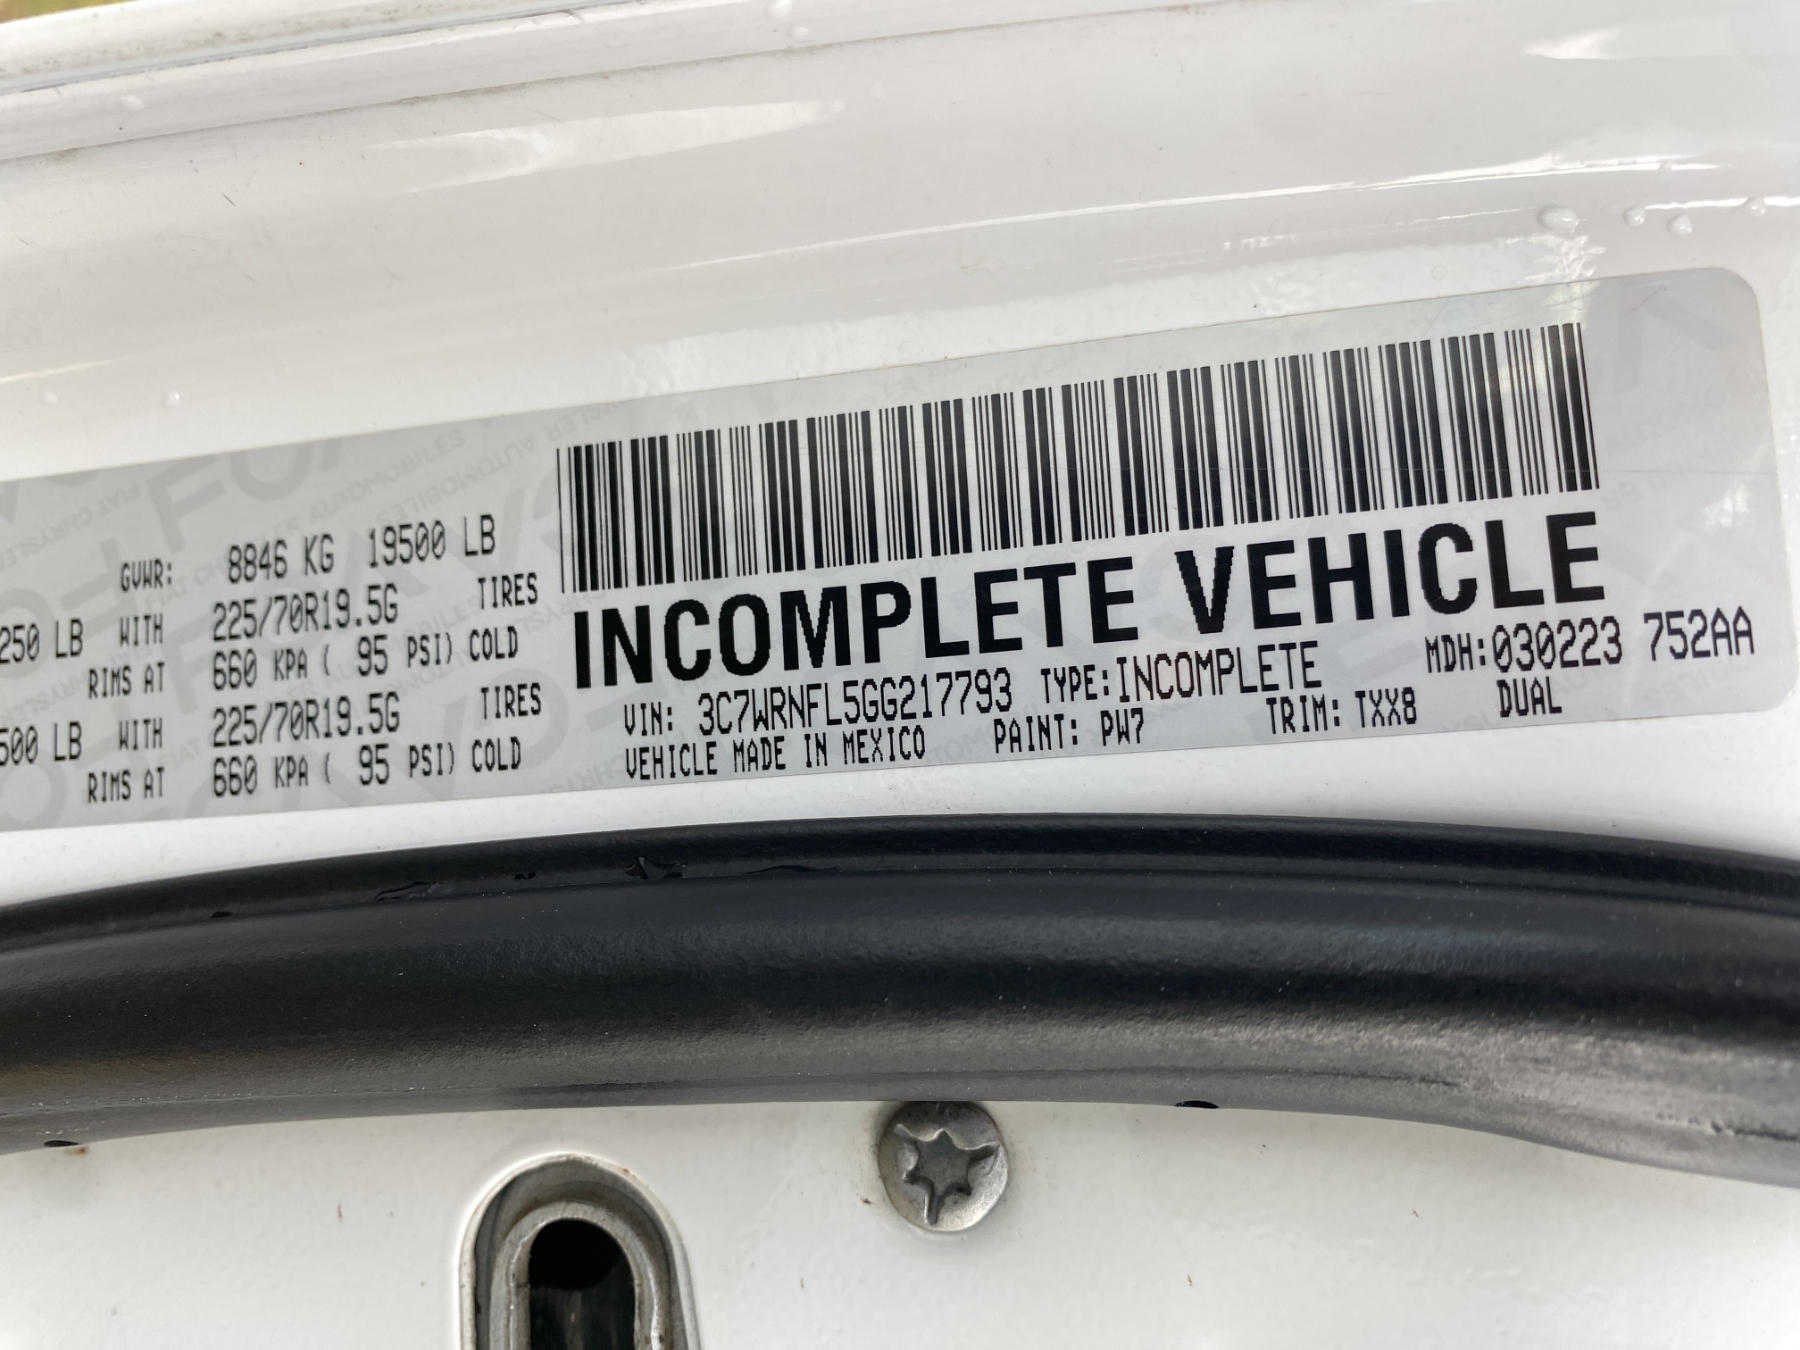 GVWR: 8846 KG 19500 LB
250 LB WITH 225/70R19.5G TIRES
RIMS AT 660 KPA ( 95 PSI) COLD
500 LB WITH 225/70R19.5G TIRES
RIMS AT 660 KPA ( 95 PSI) COLD
INCOMPLETE VEHICLE
VIN: 3C7WRNFL5GG217793 TYPE: INCOMPLETE MDH: 030223 752AA
VEHICLE MADE IN MEXICO PAINT: PW7 TRIM: TXX8 DUAL